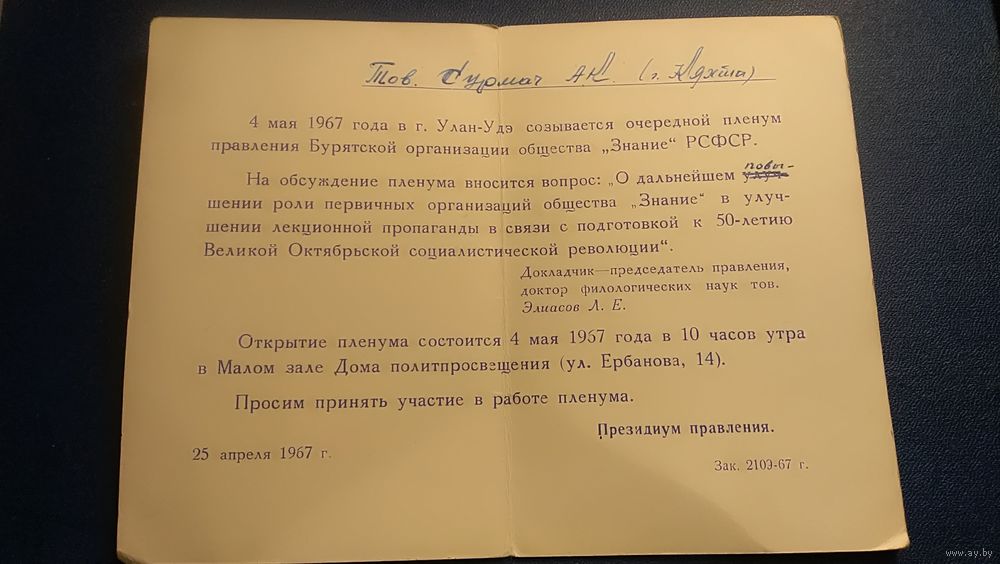 Тов. Сурмач А.К. (г. Кяхта)
4 мая 1967 года в г. Улан-Удэ созывается очередной пленум
правления Бурятской организации общества „Знание“ РСФСР.
повы-
На обсуждение пленума вносится вопрос: „О дальнейшем улуч-
шении роли первичных организаций общества „Знание“ в улуч-
шении лекционной пропаганды в связи с подготовкой к 50-летию
Великой Октябрьской социалистической революции“.
Докладчик—председатель правления,
доктор филологических наук тов.
Элиасов Л. Е.
Открытие пленума состоится 4 мая 1967 года в 10 часов утра
в Малом зале Дома политпросвещения (ул. Ербанова, 14).
Просим принять участие в работе пленума.
Президиум правления.
25 апреля 1967 г.
Зак. 2109-67 г.
www.ay.by